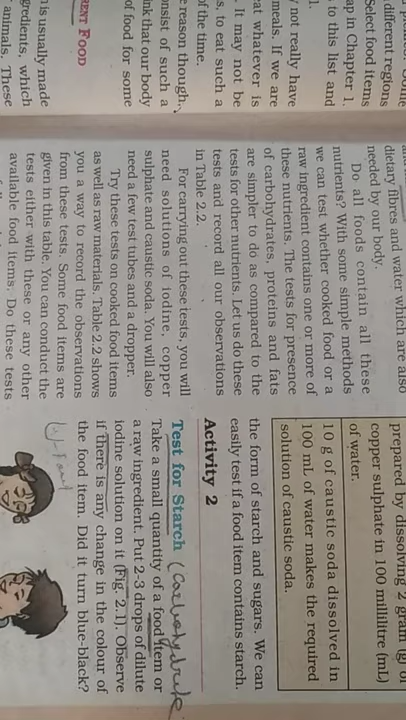 different regions
Select food items
ap in Chapter 1,
to this list and
not really have
meals. If we are
at whatever is
It may not be
s, to eat such a
of the time.
e reason though,
onsist of such a
ink that our body
of food for some
RENT FOOD
is usually made
gredients, which
animals. These
dietary fibres and water which are also
needed by our body.
Do all foods contain all these
nutrients? With some simple methods
we can test whether cooked food or a
raw ingredient contains one or more of
these nutrients. The tests for presence
of carbohydrates, proteins and fats
are simpler to do as compared to the
tests for other nutrients. Let us do these
tests and record all our observations
in Table 2.2.
For carrying out these tests, you will
need solutions of iodine, copper
sulphate and caustic soda. You will also
need a few test tubes and a dropper.
Try these tests on cooked food items
as well as raw materials. Table 2.2 shows
you a way to record the observations
from these tests. Some food items are
given in this table. You can conduct the
tests either with these or any other
available food items. Do these tests
prepared by dissolving 2 gram (g) of
copper sulphate in 100 millilitre (mL)
of water.
10 g of caustic soda dissolved in
100 mL of water makes the required
solution of caustic soda.
the form of starch and sugars. We can
easily test if a food item contains starch.
Activity 2
Test for Starch (Carbohydrate
Take a small quantity of a food item or
a raw ingredient. Put 2-3 drops of dilute
iodine solution on it (Fig. 2.1). Observe
if there is any change in the colour of
the food item. Did it turn blue-black?